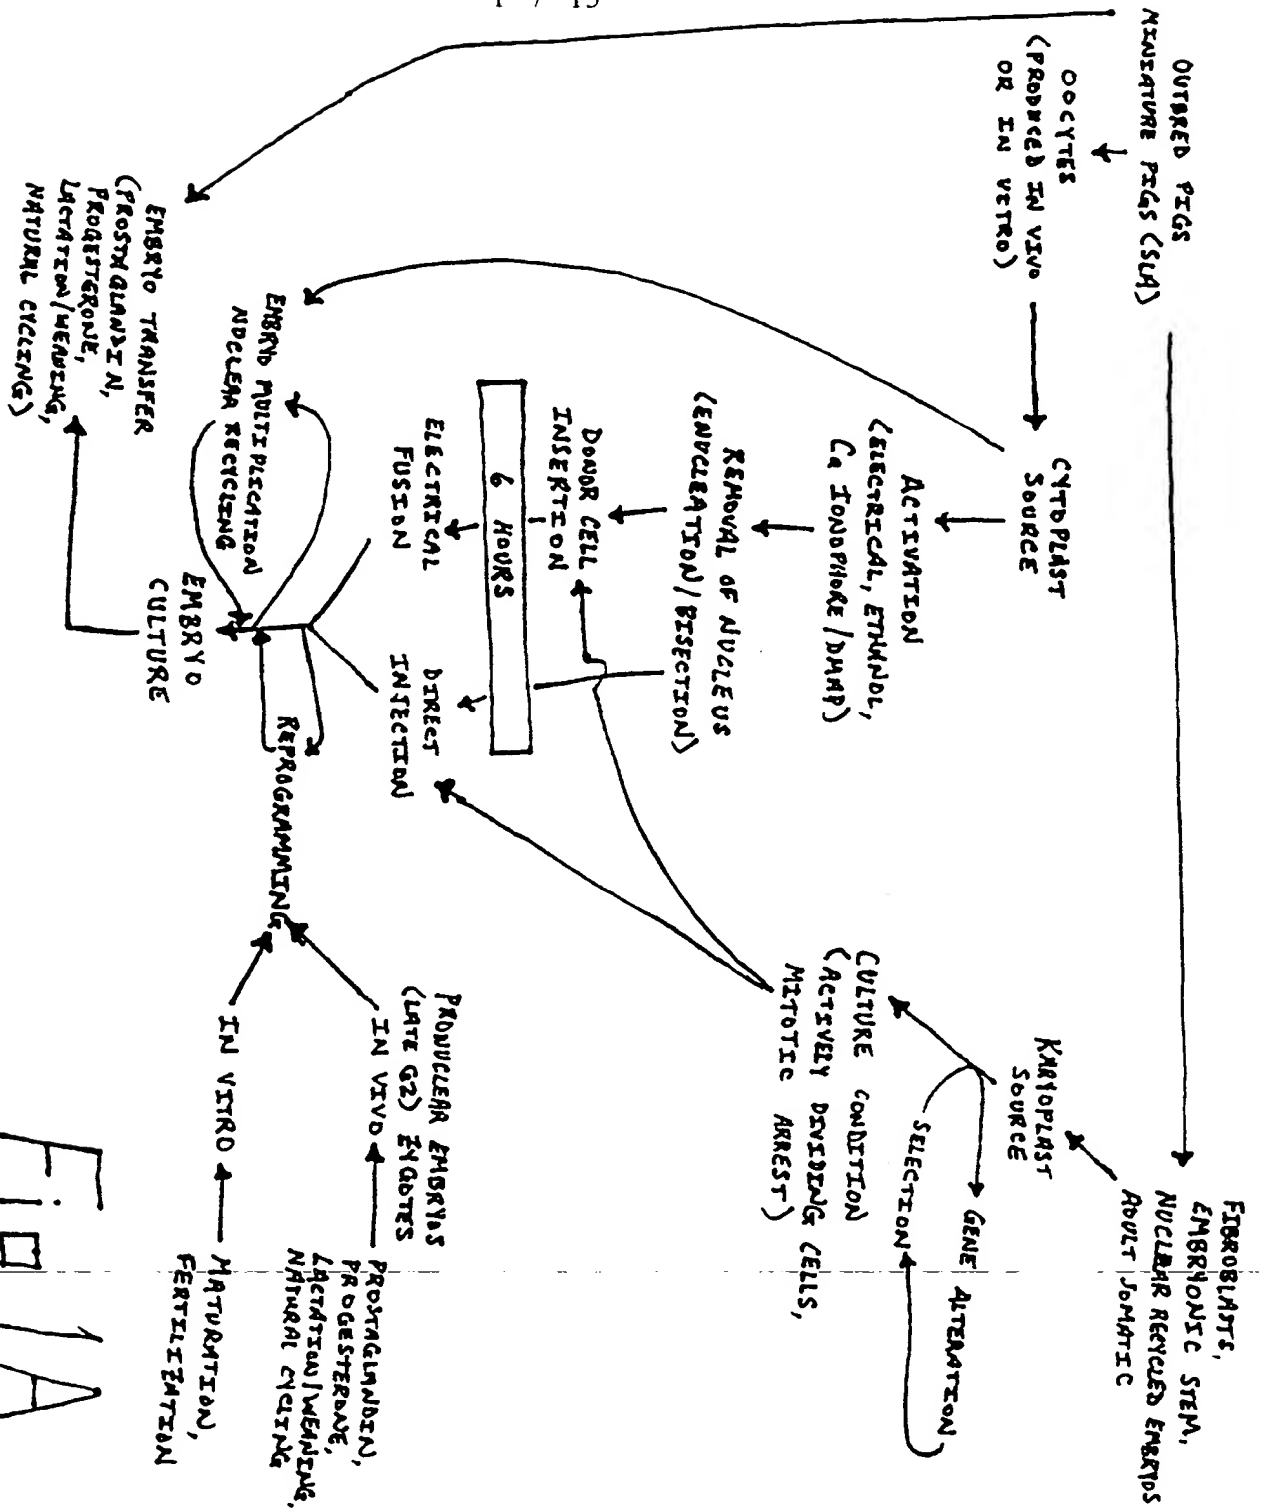 OUTBRED PIGS
MINIATURE PIGS (SLA)
OOCYTES
(PRODUCED IN VIVO
OR IN VITRO)
CYTOPLAST
SOURCE
ACTIVATION
(ELECTRICAL, ETHANOL,
Ca IONOPHORE/DMAP)
REMOVAL OF NUCLEUS
(ENUCLEATION/BISECTION)
DONOR CELL
INSERTION
6 HOURS
ELECTRICAL
FUSION
DIRECT
INJECTION
EMBRYO MULTIPLICATION
NUCLEAR RECYCLING
EMBRYO
CULTURE
EMBRYO TRANSFER
(PROSTAGLANDIN,
PROGESTERONE,
LACTATION/WEANING,
NATURAL CYCLING)
FIBROBLASTS,
EMBRYONIC STEM,
NUCLEAR RECYCLED EMBRYOS
ADULT SOMATIC
KARYOPLAST
SOURCE
GENE ALTERATION
SELECTION
CULTURE CONDITION
(ACTIVELY DIVIDING CELLS,
MITOTIC ARREST)
REPROGRAMMING
PRONUCLEAR EMBRYOS
(LATE G2) ZYGOTES
IN VIVO
PROSTAGLANDIN,
PROGESTERONE,
LACTATION/WEANING,
NATURAL CYCLING
IN VITRO
MATURATION,
FERTILIZATION
Fig 1A